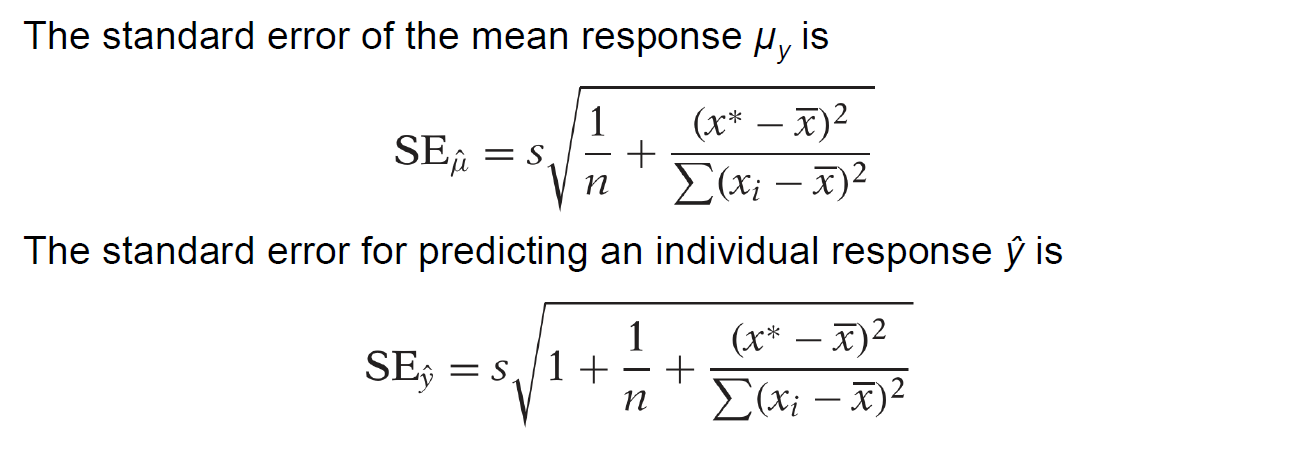 The standard error of the mean response μ_y is
SE_μ̂ = s√(1/n + (x* − x̅)²/∑(x_i − x̅)²)
The standard error for predicting an individual response ŷ is
SE_ŷ = s√(1 + 1/n + (x* − x̅)²/∑(x_i − x̅)²)